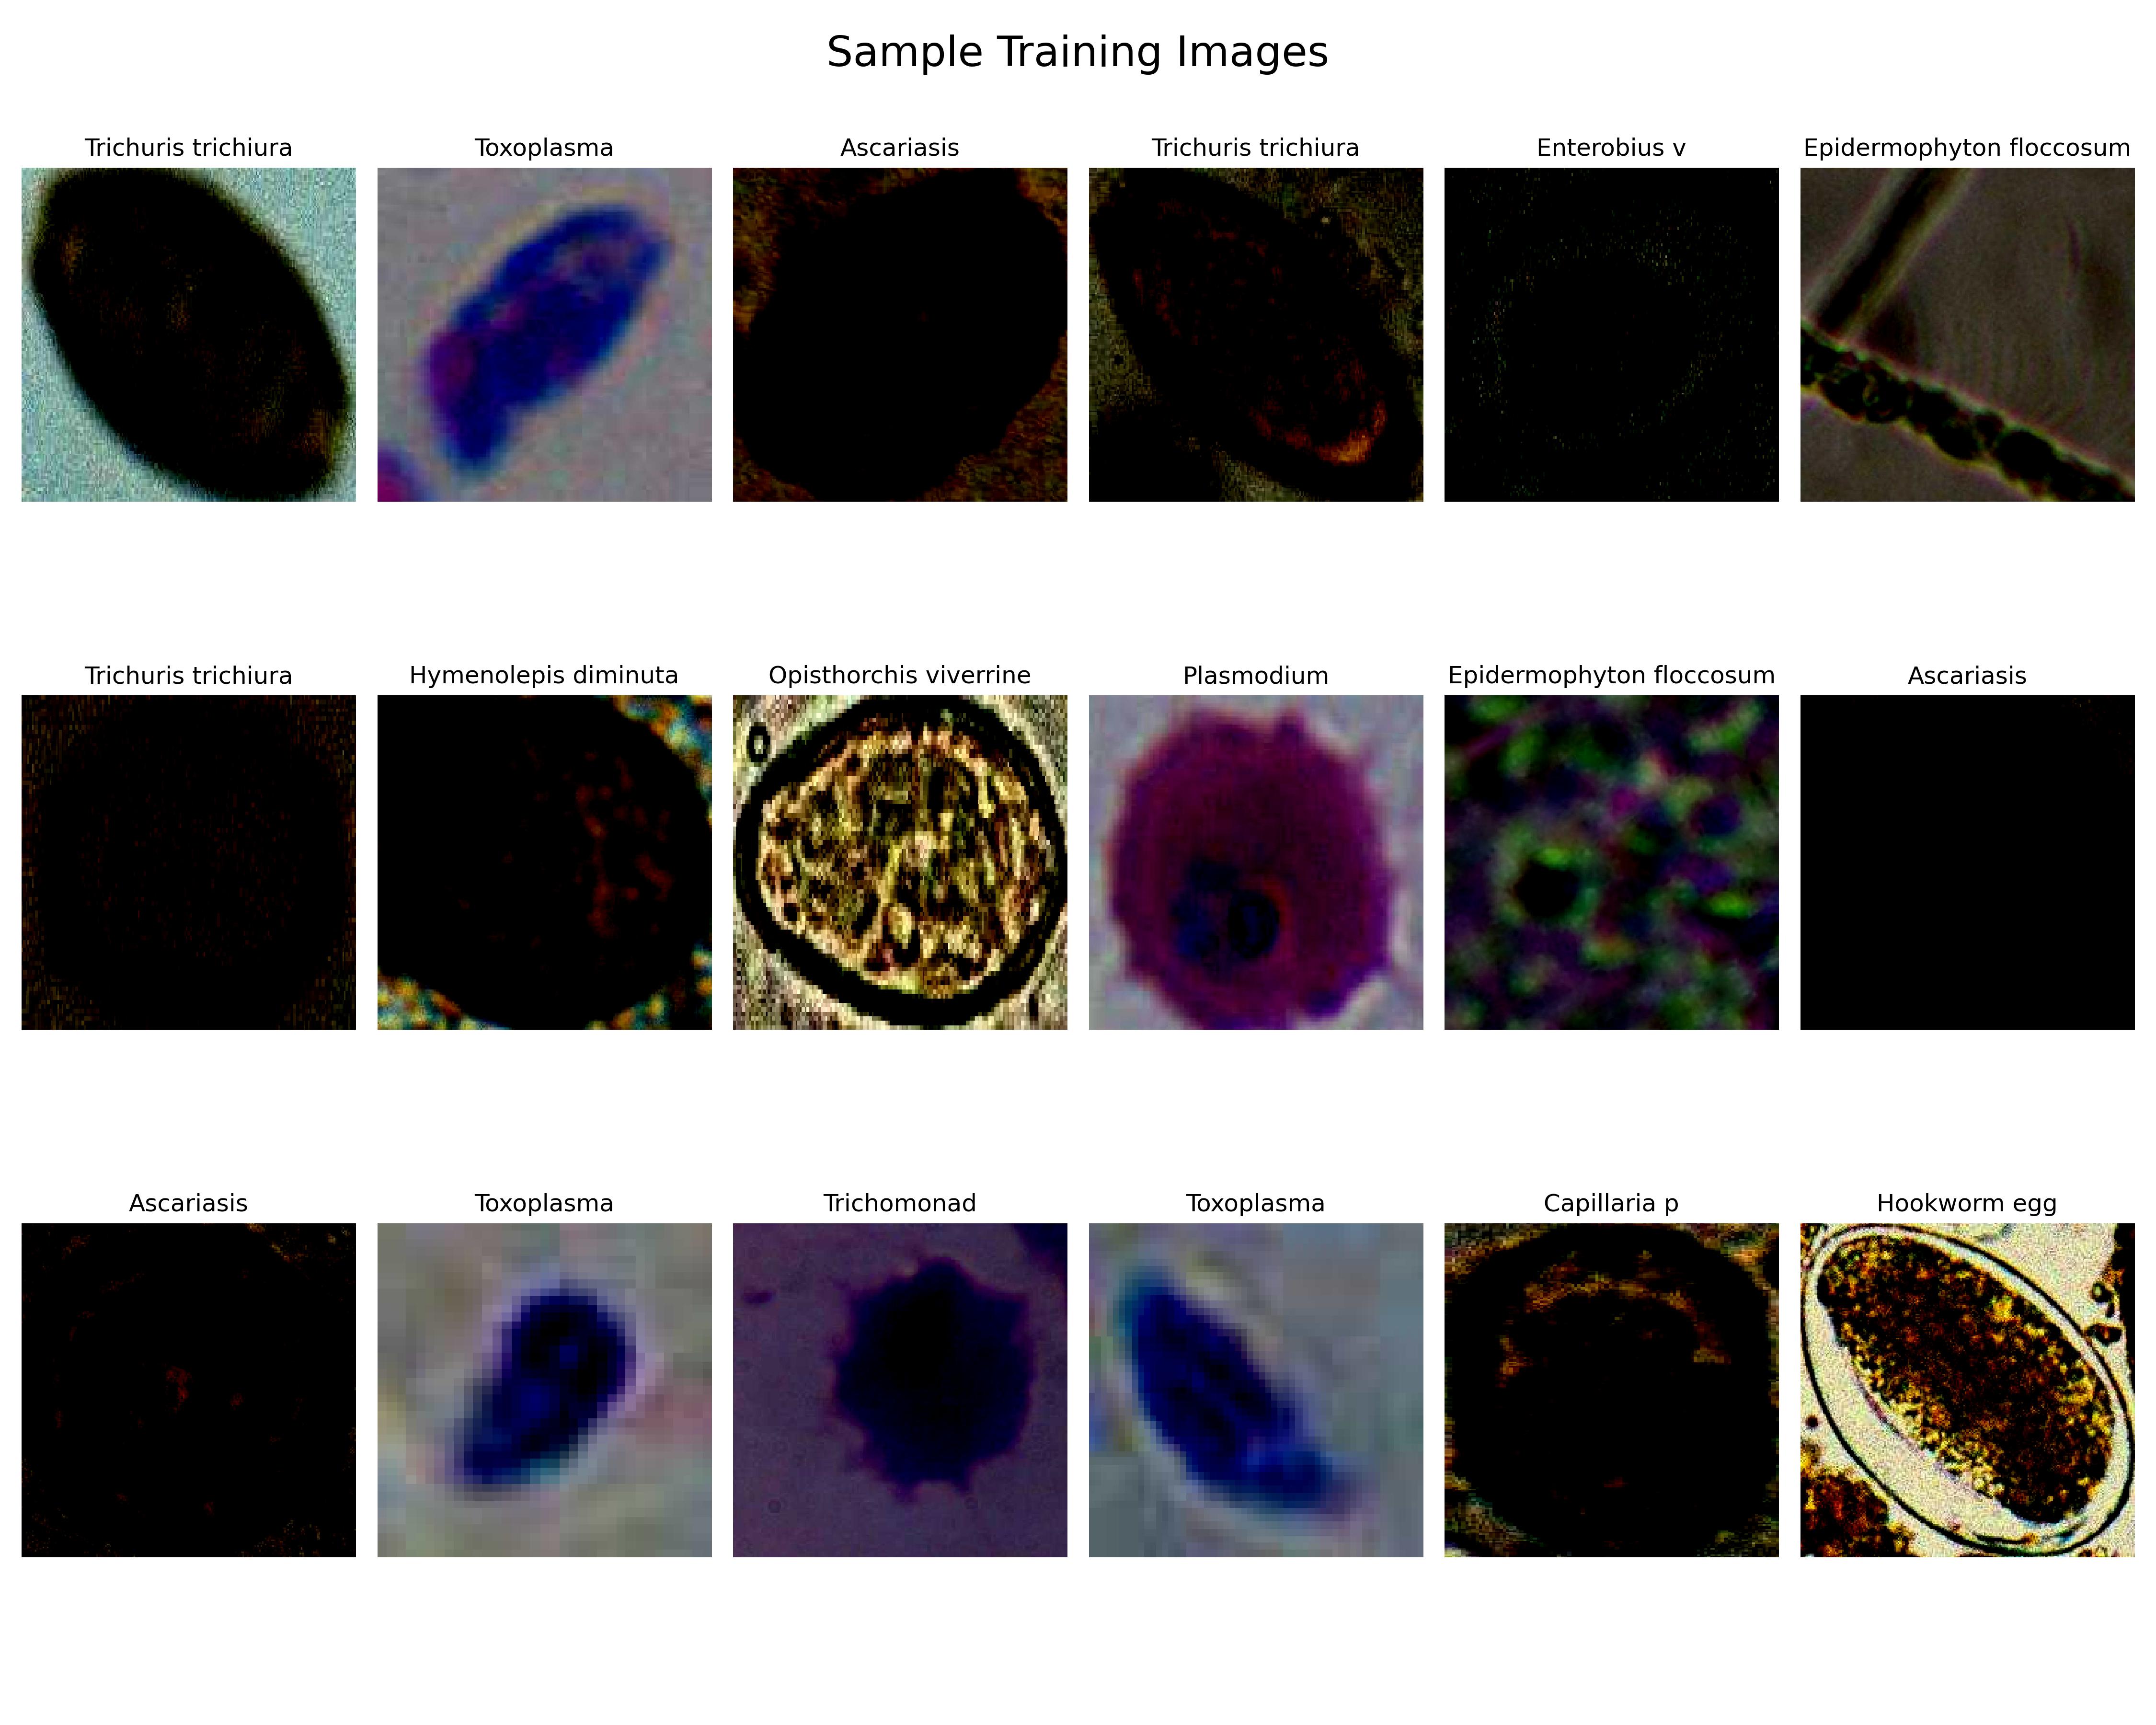 Sample Training Images
Trichuris trichiura
Toxoplasma
Ascariasis
Trichuris trichiura
Enterobius v
Epidermophyton floccosum
Trichuris trichiura
Hymenolepis diminuta
Opisthorchis viverrine
Plasmodium
Epidermophyton floccosum
Ascariasis
Ascariasis
Toxoplasma
Trichomonad
Toxoplasma
Capillaria p
Hookworm egg